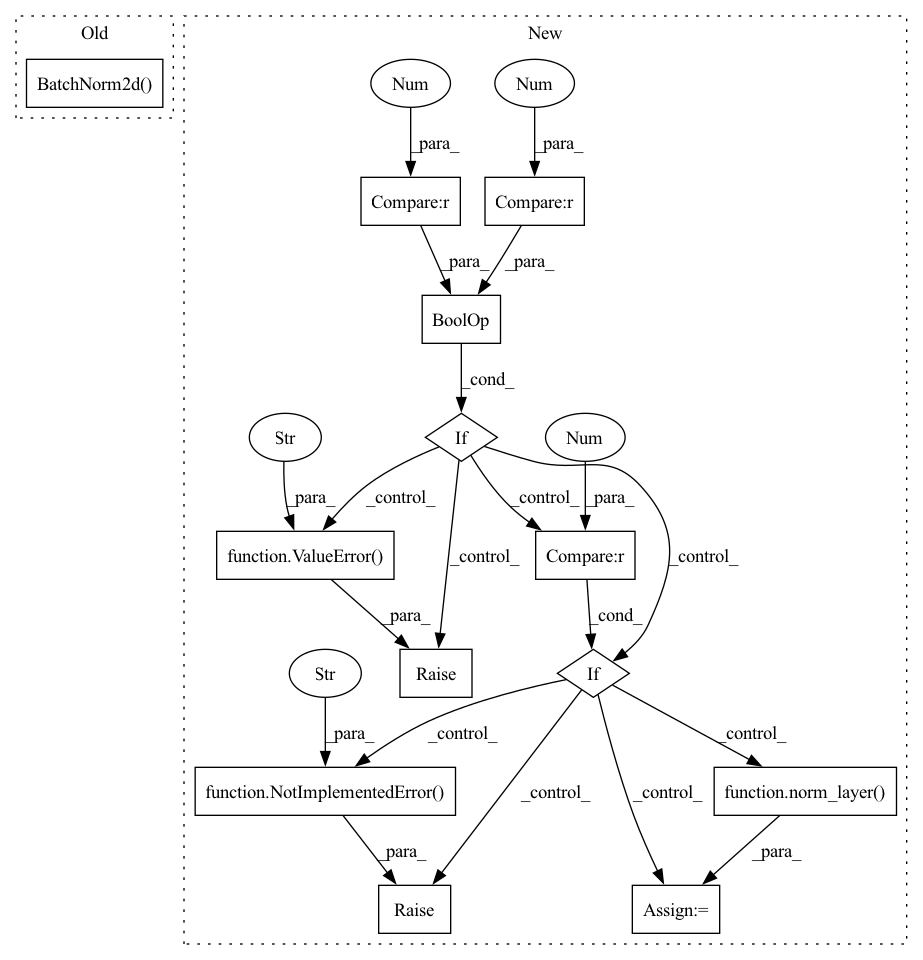 Old
New
BatchNorm2d()
Num
Num
_para_
_para_
Compare:r
Compare:r
_para_
_para_
BoolOp
_cond_
Str
If
Num
_para_
_control_
_control_
_para_
function.ValueError()
_control_
Compare:r
_control_
_para_
_cond_
Str
Raise
If
_para_
_control_
_control_
function.NotImplementedError()
_control_
_control_
function.norm_layer()
_para_
_para_
Raise
Assign:=